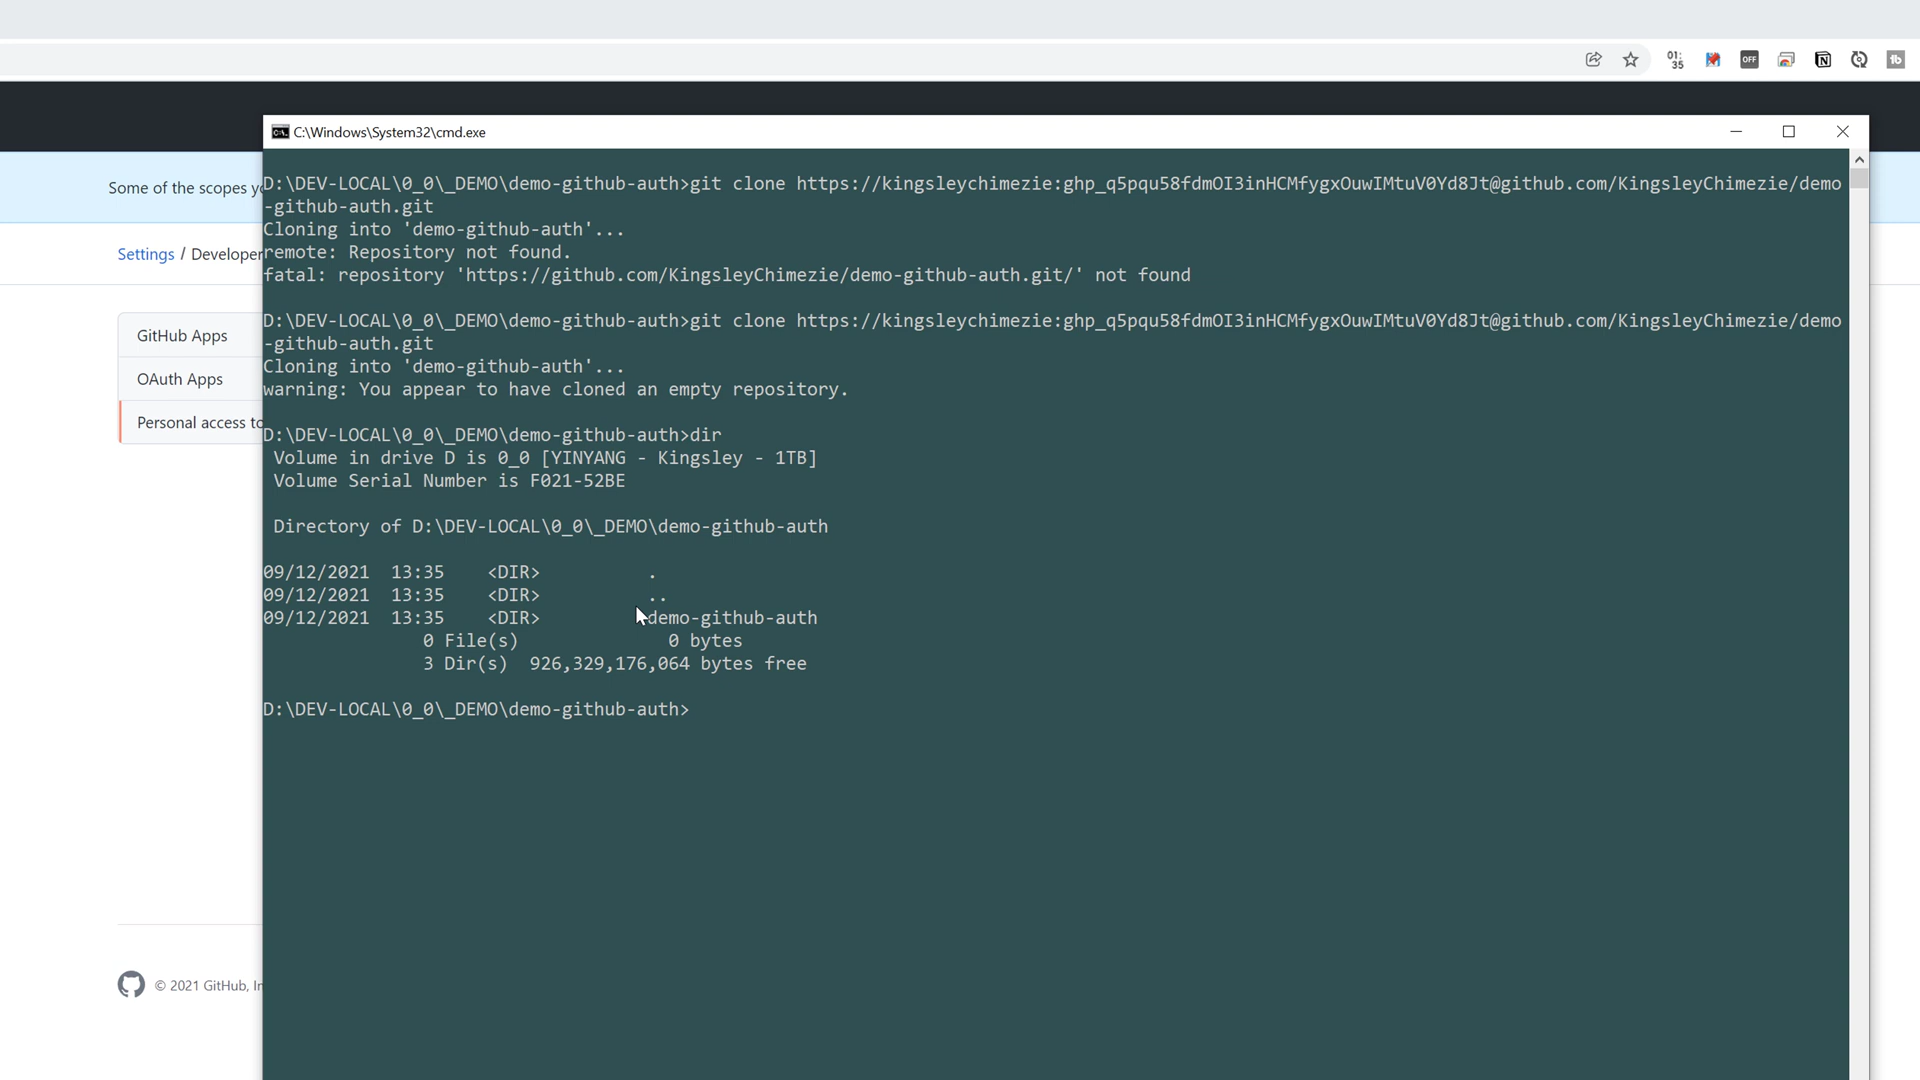 01:
35
OFF
tb
C:\Windows\System32\cmd.exe
Some of the scopes y
Settings / Developer
GitHub Apps
OAuth Apps
Personal access to
D:\DEV-LOCAL\0_0\_DEMO\demo-github-auth>git clone https://kingsleychimezie: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@github.com/KingsleyChimezie/demo
-github-auth.git
Cloning into 'demo-github-auth'...
remote: Repository not found.
fatal: repository 'https://github.com/KingsleyChimezie/demo-github-auth.git/' not found
D:\DEV-LOCAL\0_0\_DEMO\demo-github-auth>git clone https://kingsleychimezie: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@github.com/KingsleyChimezie/demo
-github-auth.git
Cloning into 'demo-github-auth'...
warning: You appear to have cloned an empty repository.
D:\DEV-LOCAL\0_0\_DEMO\demo-github-auth>dir
Volume in drive D is 0_0 [YINYANG - Kingsley - 1TB]
Volume Serial Number is F021-52BE
Directory of D:\DEV-LOCAL\0_0\_DEMO\demo-github-auth
09/12/2021 13:35 <DIR> .
09/12/2021 13:35 <DIR> ..
09/12/2021 13:35 <DIR> demo-github-auth
0 File(s) 0 bytes
3 Dir(s) 926,329,176,064 bytes free
D:\DEV-LOCAL\0_0\_DEMO\demo-github-auth>
© 2021 GitHub, In